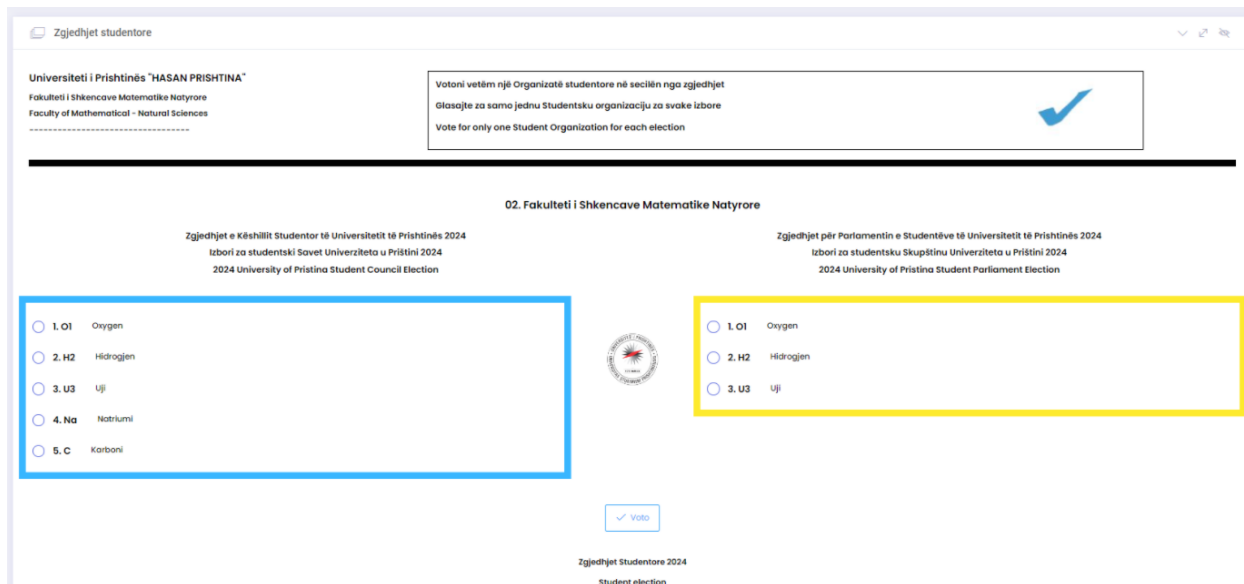 Zgjedhjet studentore
Universiteti i Prishtinës "HASAN PRISHTINA"
Fakulteti i Shkencave Matematike Natyrore
Faculty of Mathematical - Natural Sciences
----------------------------------
Votoni vetëm një Organizatë studentore në secilën nga zgjedhjet
Glasajte za samo jednu Studentsku organizaciju za svake izbore
Vote for only one Student Organization for each election
02. Fakulteti i Shkencave Matematike Natyrore
Zgjedhjet e Këshillit Studentor të Universitetit të Prishtinës 2024
Izbori za studentski Savet Univerziteta u Prištini 2024
2024 University of Pristina Student Council Election
1. O1 Oxygen
2. H2 Hidrogjen
3. U3 Uji
4. Na Natriumi
5. C Karboni
Zgjedhjet për Parlamentin e Studentëve të Universitetit të Prishtinës 2024
Izbori za studentsku Skupštinu Univerziteta u Prištini 2024
2024 University of Pristina Student Parliament Election
1. O1 Oxygen
2. H2 Hidrogjen
3. U3 Uji
Voto
Zgjedhjet Studentore 2024
Student election